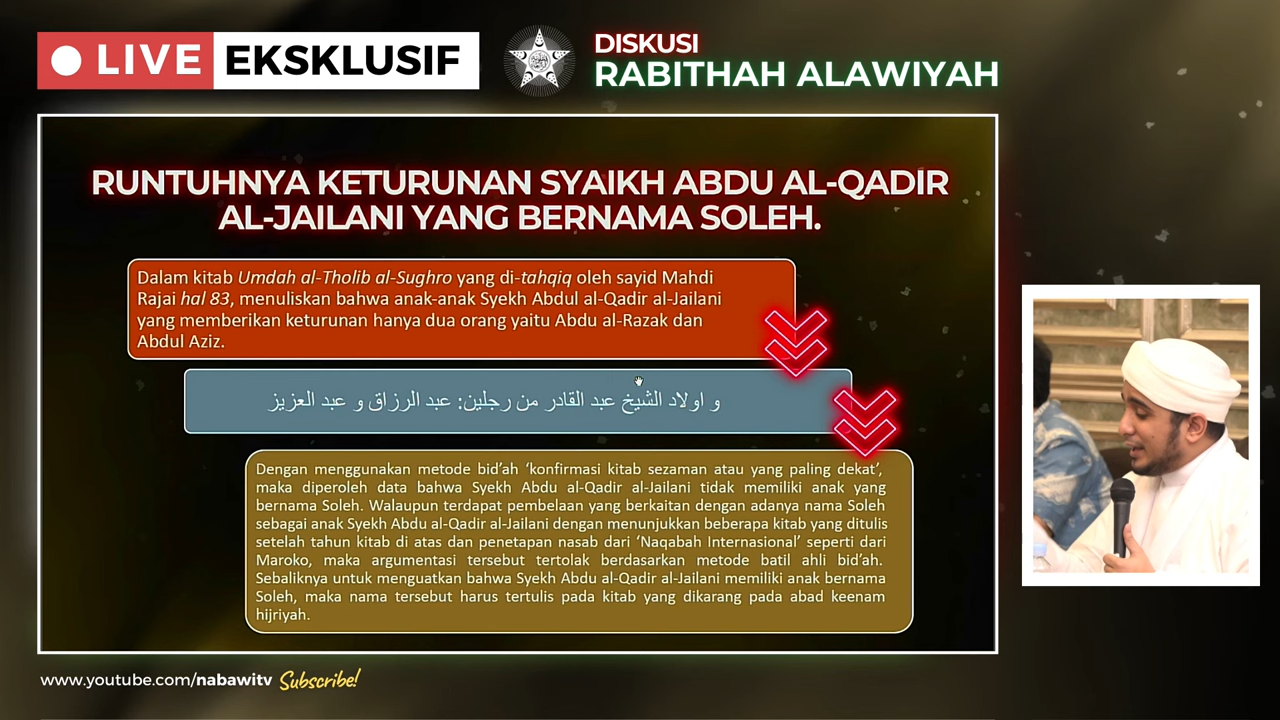 LIVE EKSKLUSIF
DISKUSI
RABITHAH ALAWIYAH
RUNTUHNYA KETURUNAN SYAIKH ABDU AL-QADIR
AL-JAILANI YANG BERNAMA SOLEH.
Dalam kitab Umdah al-Tholib al-Sughro yang di-tahqiq oleh sayid Mahdi
Rajai hal 83, menuliskan bahwa anak-anak Syekh Abdul al-Qadir al-Jailani
yang memberikan keturunan hanya dua orang yaitu Abdu al-Razak dan
Abdul Aziz.
و اولاد الشيخ عبد القادر من رجلين: عبد الرزاق و عبد العزيز
Dengan menggunakan metode bid'ah 'konfirmasi kitab sezaman atau yang paling dekat',
maka diperoleh data bahwa Syekh Abdu al-Qadir al-Jailani tidak memiliki anak yang
bernama Soleh. Walaupun terdapat pembelaan yang berkaitan dengan adanya nama Soleh
sebagai anak Syekh Abdu al-Qadir al-Jailani dengan menunjukkan beberapa kitab yang ditulis
setelah tahun kitab di atas dan penetapan nasab dari 'Naqabah Internasional' seperti dari
Maroko, maka argumentasi tersebut tertolak berdasarkan metode batil ahli bid'ah.
Sebaliknya untuk menguatkan bahwa Syekh Abdu al-Qadir al-Jailani memiliki anak bernama
Soleh, maka nama tersebut harus tertulis pada kitab yang dikarang pada abad keenam
hijriyah.
www.youtube.com/nabawitv Subscribe!